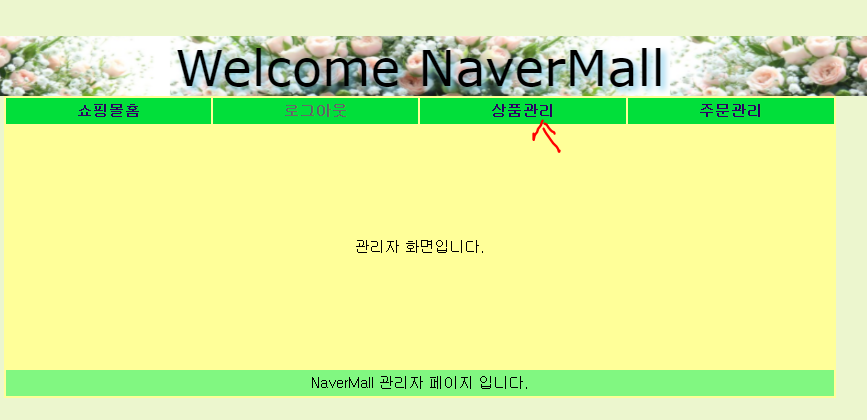 Welcome NaverMall
쇼핑몰홈 로그아웃 상품관리 주문관리
관리자 화면입니다.
NaverMall 관리자 페이지 입니다.